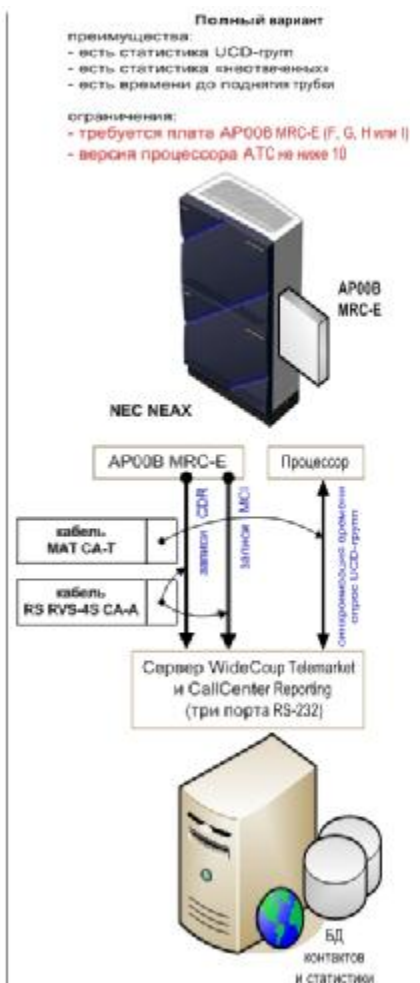 Полный вариант
преимущества:
- есть статистика UCD-групп
- есть статистика «неотвеченных»
- есть времени до поднятия трубки
ограничения:
- требуется плата AP00B MRC-E (F, G, H или I)
- версия процессора АТС не ниже 10
AP00B
MRC-E
NEC NEAX
AP00B MRC-E
Процессор
кабель
MAT CA-T
кабель
RS RVS-4S CA-A
записи CDR
записи MCI
синхронизация времени
опрос UCD-групп
Сервер WideCoup Telemarket
и CallCenter Reporting
(три порта RS-232)
БД
контактов
и статистики